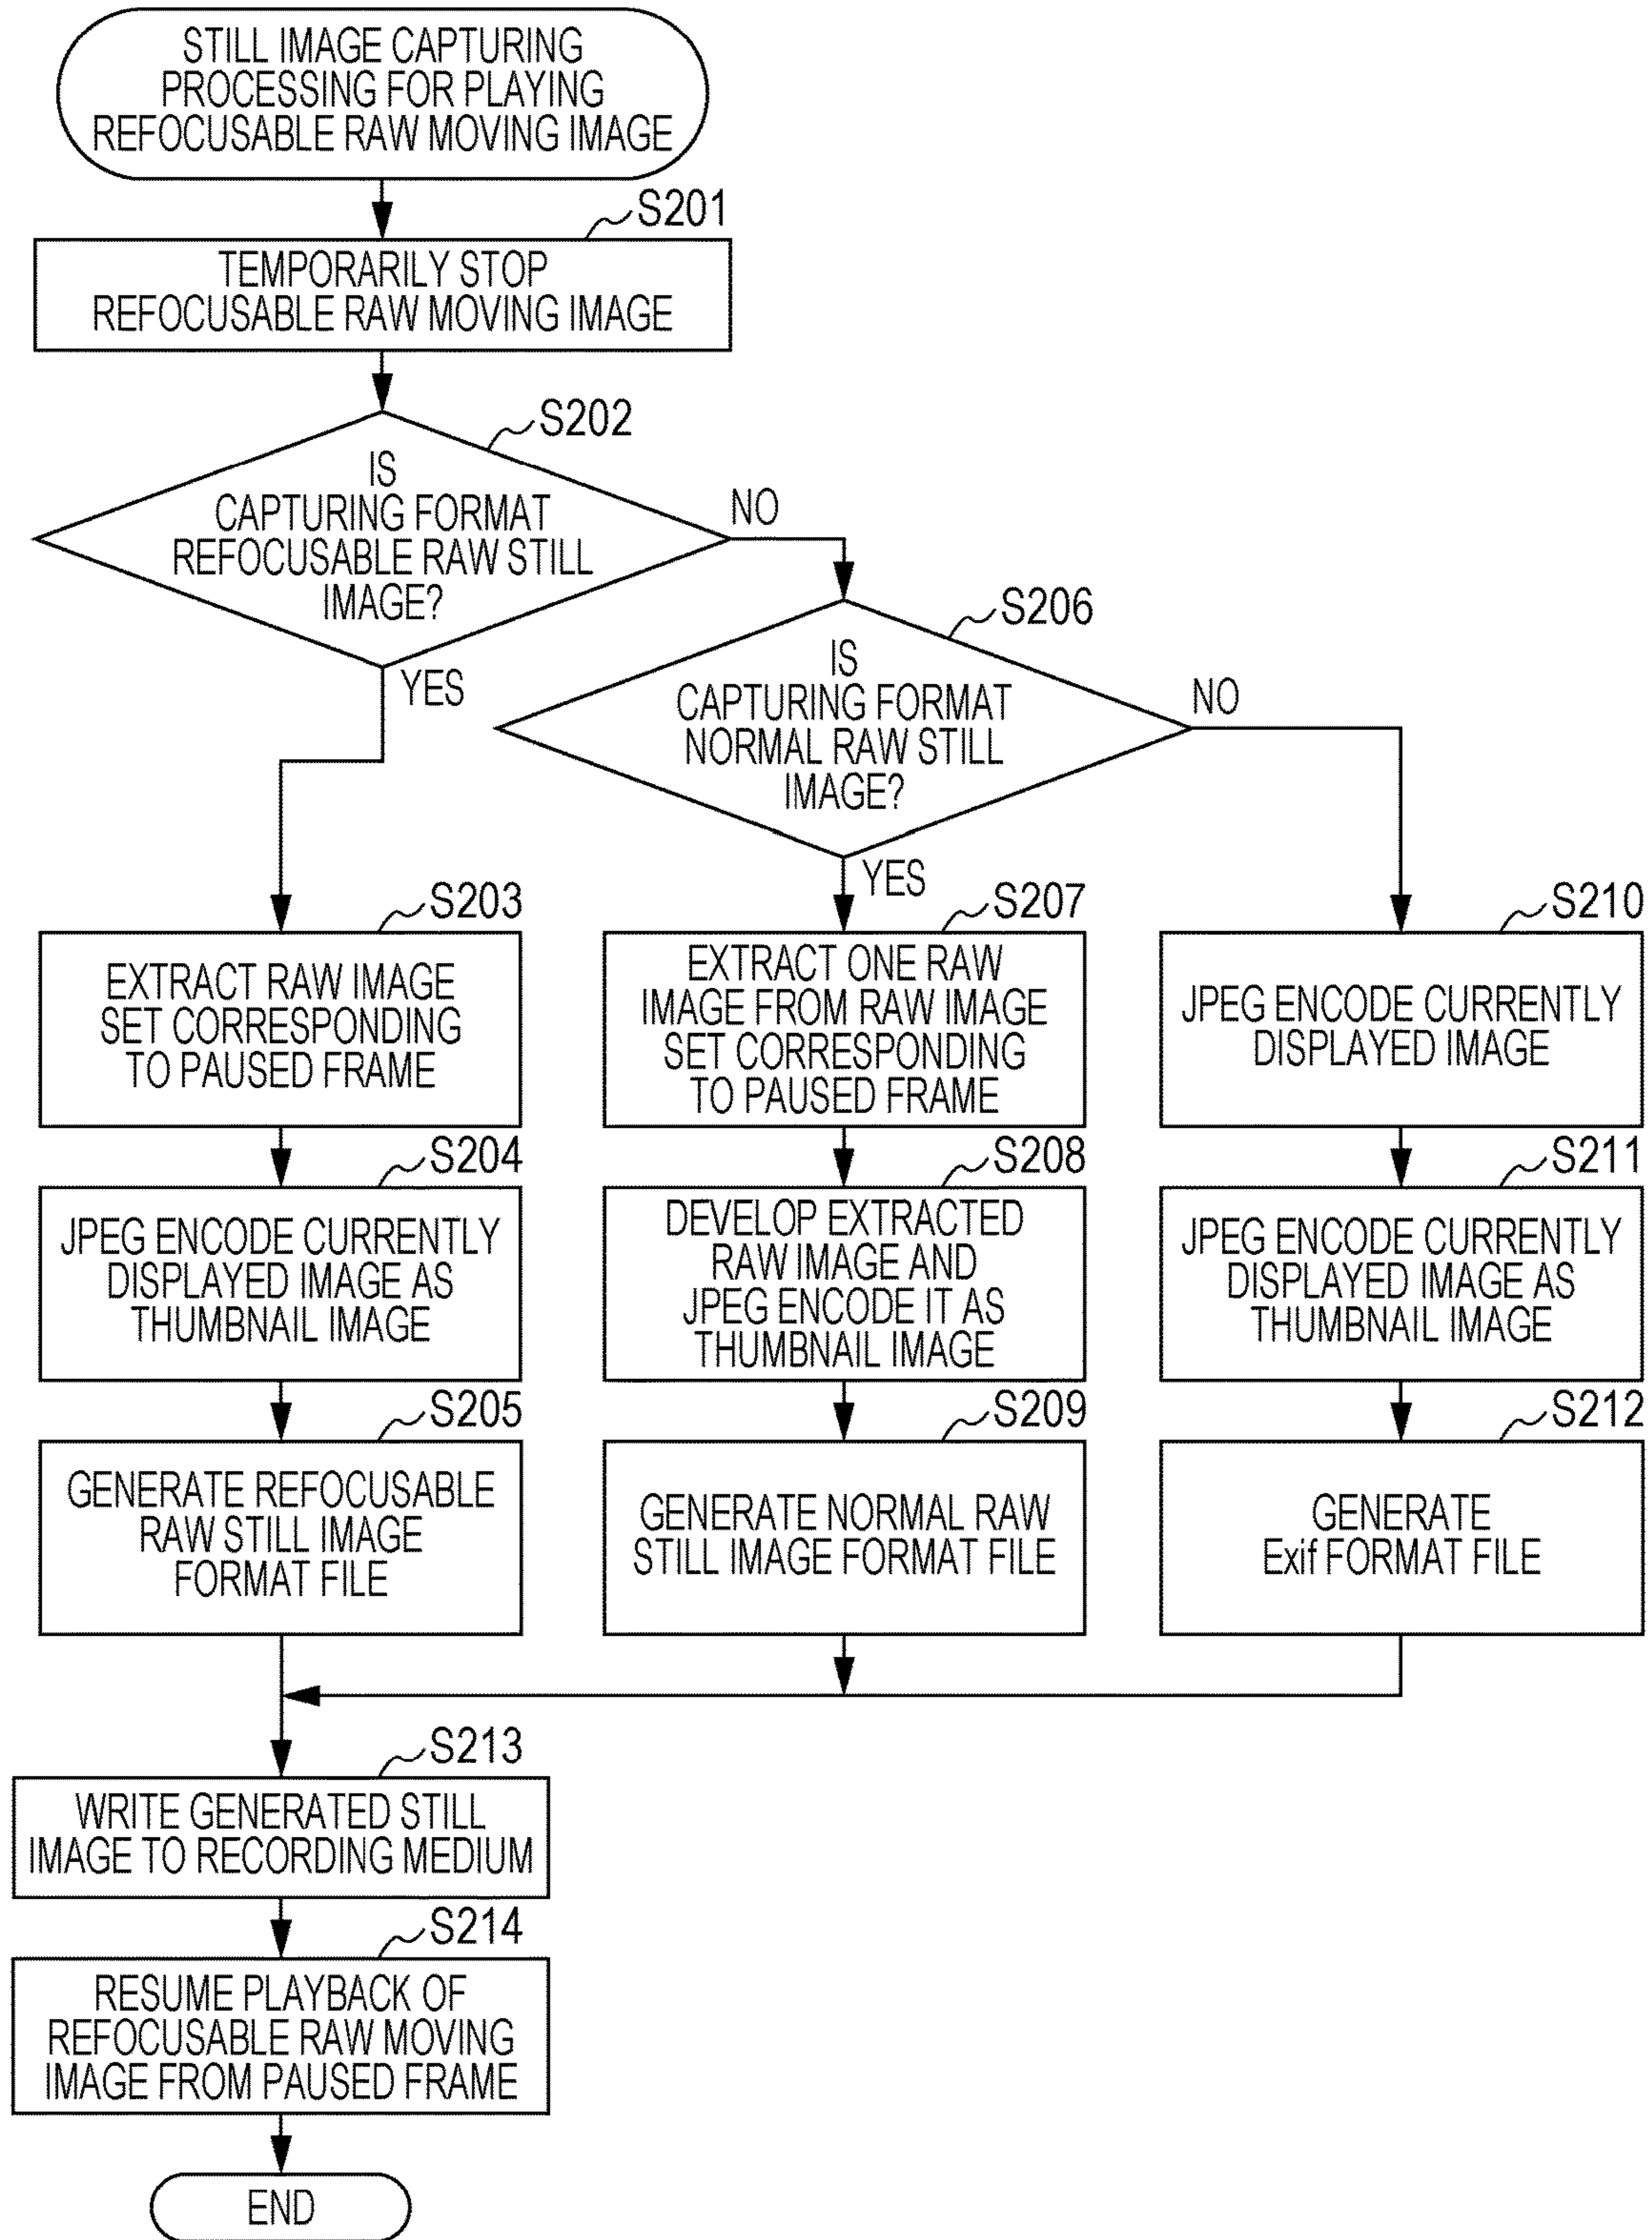 STILL IMAGE CAPTURING
PROCESSING FOR PLAYING
REFOCUSABLE RAW MOVING IMAGE
S201
TEMPORARILY STOP
REFOCUSABLE RAW MOVING IMAGE
S202
IS
CAPTURING FORMAT
REFOCUSABLE RAW STILL
IMAGE?
NO
YES
S206
IS
CAPTURING FORMAT
NORMAL RAW STILL
IMAGE?
NO
YES
S203
EXTRACT RAW IMAGE
SET CORRESPONDING
TO PAUSED FRAME
S204
JPEG ENCODE CURRENTLY
DISPLAYED IMAGE AS
THUMBNAIL IMAGE
S205
GENERATE REFOCUSABLE
RAW STILL IMAGE
FORMAT FILE
S207
EXTRACT ONE RAW
IMAGE FROM RAW IMAGE
SET CORRESPONDING
TO PAUSED FRAME
S208
DEVELOP EXTRACTED
RAW IMAGE AND
JPEG ENCODE IT AS
THUMBNAIL IMAGE
S209
GENERATE NORMAL RAW
STILL IMAGE FORMAT FILE
S210
JPEG ENCODE CURRENTLY
DISPLAYED IMAGE
S211
JPEG ENCODE CURRENTLY
DISPLAYED IMAGE AS
THUMBNAIL IMAGE
S212
GENERATE
Exif FORMAT FILE
S213
WRITE GENERATED STILL
IMAGE TO RECORDING MEDIUM
S214
RESUME PLAYBACK OF
REFOCUSABLE RAW MOVING
IMAGE FROM PAUSED FRAME
END